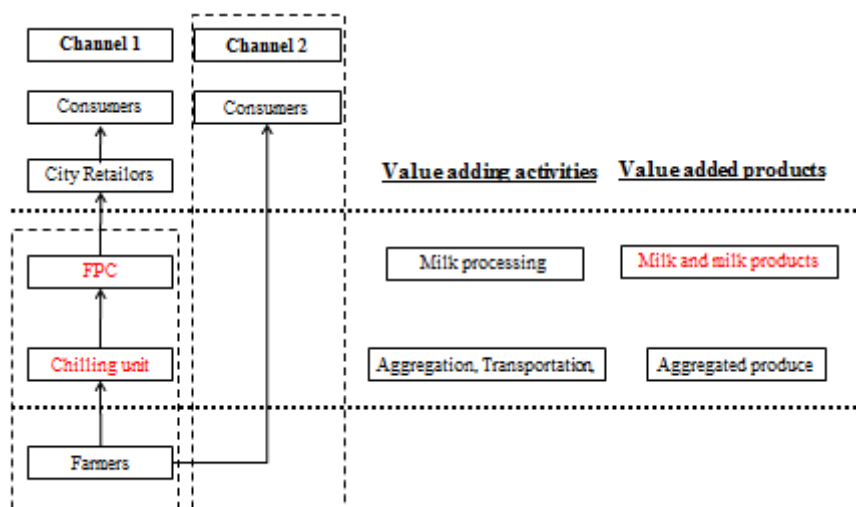 Channel 1
Channel 2
Consumers
Consumers
City Retailors
Value adding activities
Value added products
FPC
Milk processing
Milk and milk products
Chilling unit
Aggregation, Transportation,
Aggregated produce
Farmers